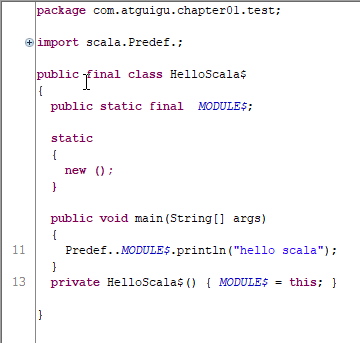 package com.atguigu.chapter01.test;
import scala.Predef.;
public final class HelloScala$
{
public static final  MODULE$;
static
{
new ();
}
public void main(String[] args)
{
11 Predef..MODULE$.println("hello scala");
}
13 private HelloScala$() { MODULE$ = this; }
}